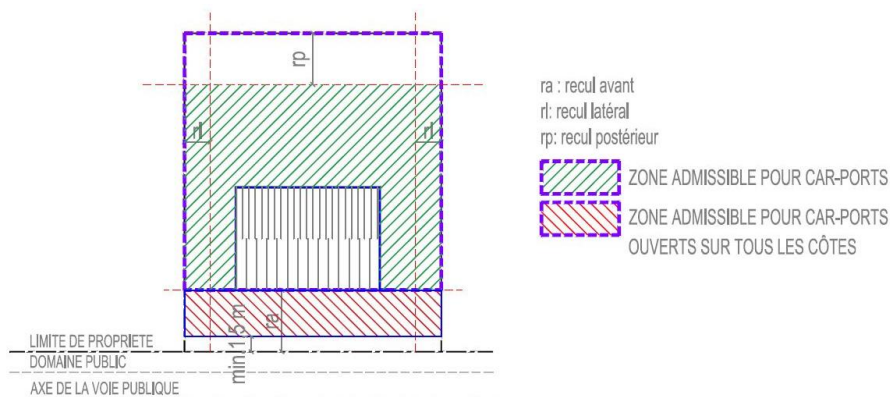 rp
ra : recul avant
rl: recul latéral
rp: recul postérieur
rl
rl
ZONE ADMISSIBLE POUR CAR-PORTS
ZONE ADMISSIBLE POUR CAR-PORTS
OUVERTS SUR TOUS LES CÔTES
min 1,5 m
ra
LIMITE DE PROPRIETE
DOMAINE PUBLIC
AXE DE LA VOIE PUBLIQUE